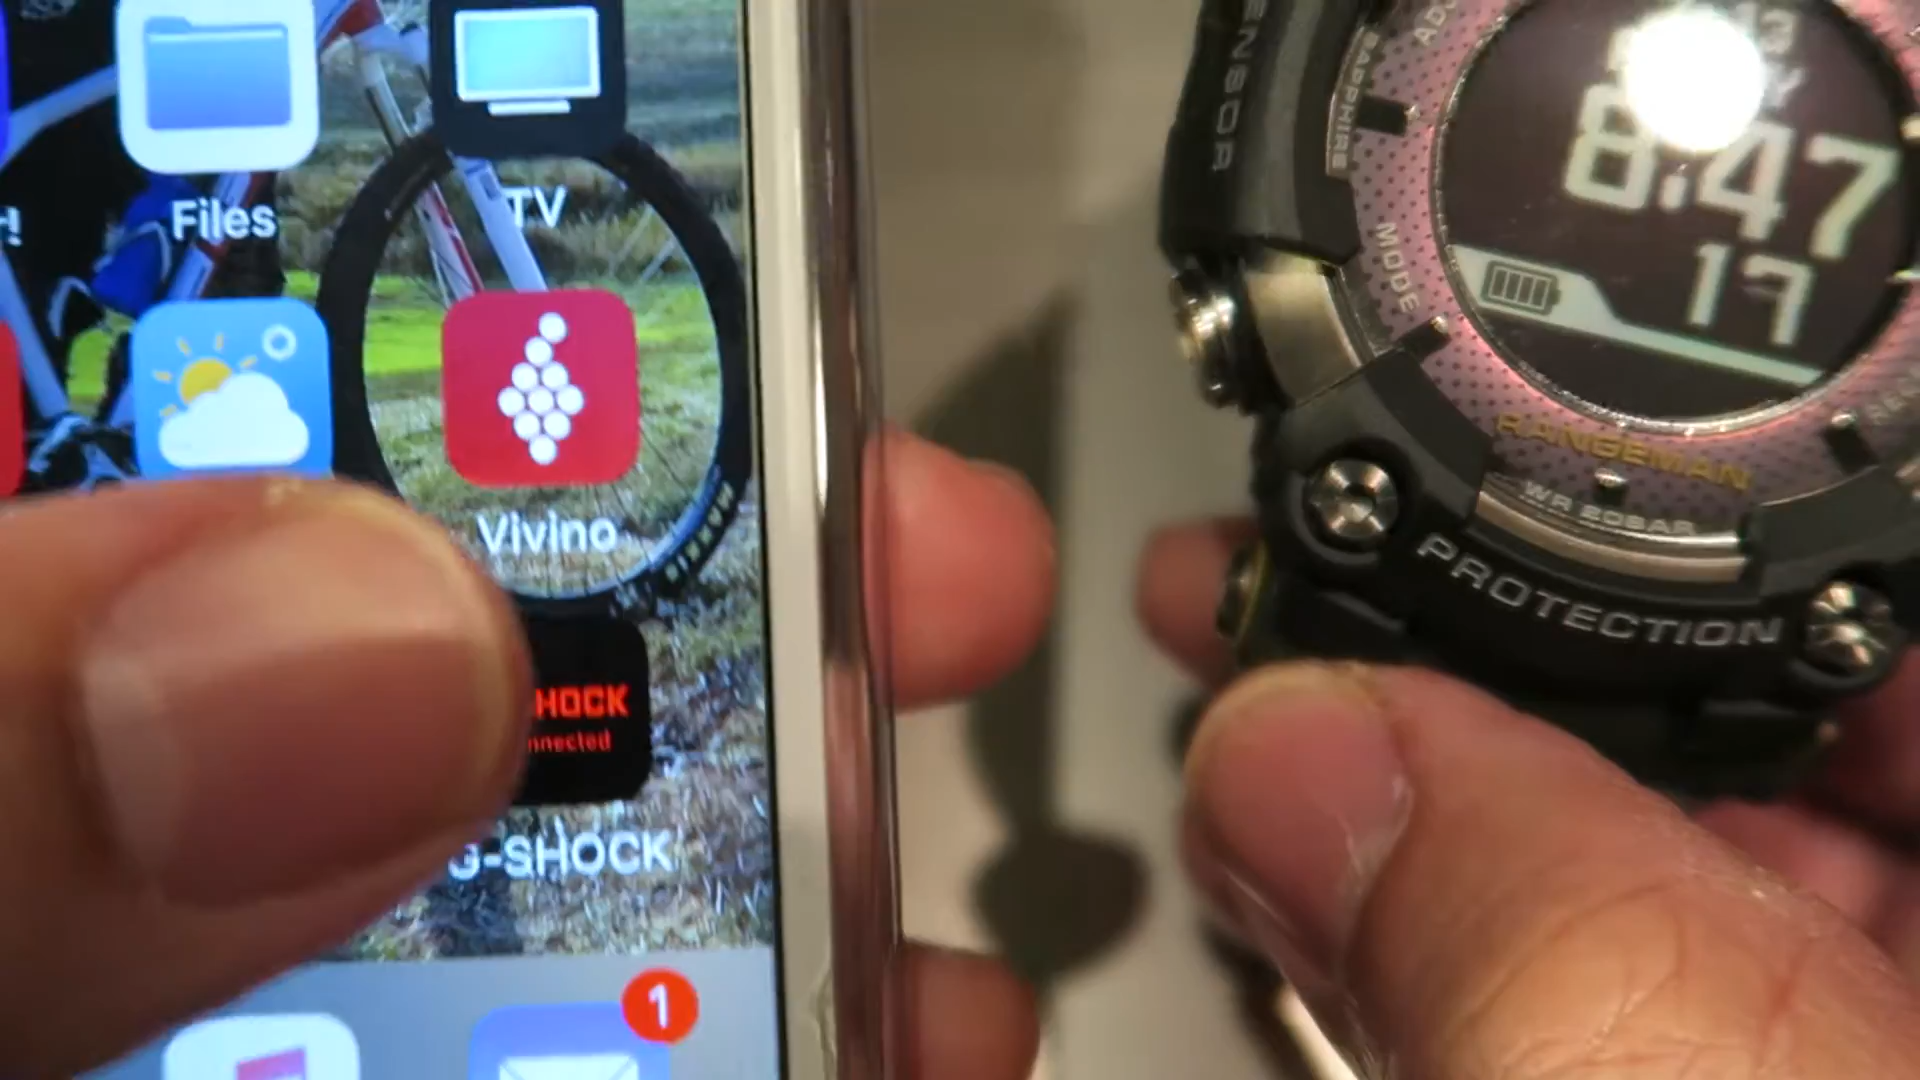 Files
TV
Vivino
HOCK
nnected
G-SHOCK
1
ENSOR
SAPPHIRE
ADJ
MODE
8:47
17
RANGEMAN
WR 20BAR
PROTECTION